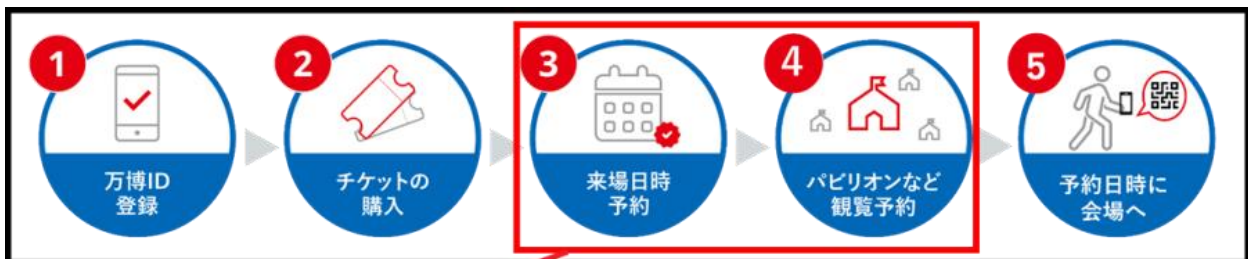 1
万博ID
登録
2
チケットの
購入
3
来場日時
予約
4
パビリオンなど
観覧予約
5
予約日時に
会場へ